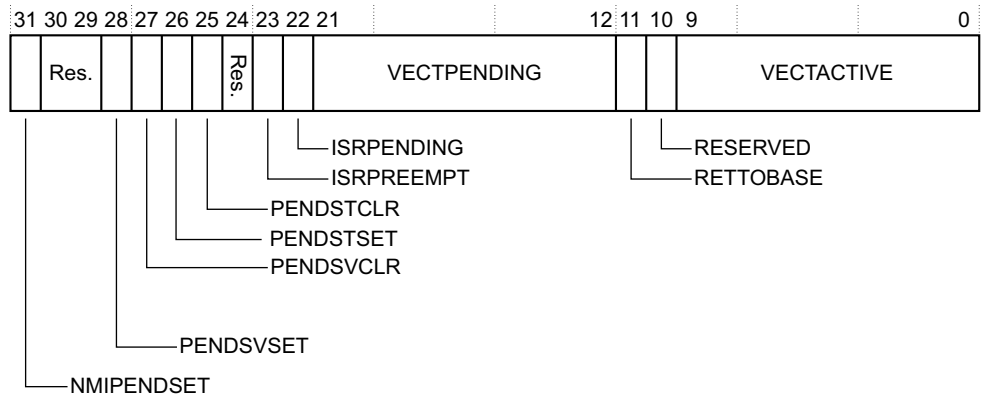 31 30 29 28 27 26 25 24 23 22 21 12 11 10 9 0
Res. Res. VECTPENDING VECTACTIVE
ISRPENDING RESERVED
ISRPREEMPT RETTOBASE
PENDSTCLR
PENDSTSET
PENDSVCLR
PENDSVSET
NMIPENDSET